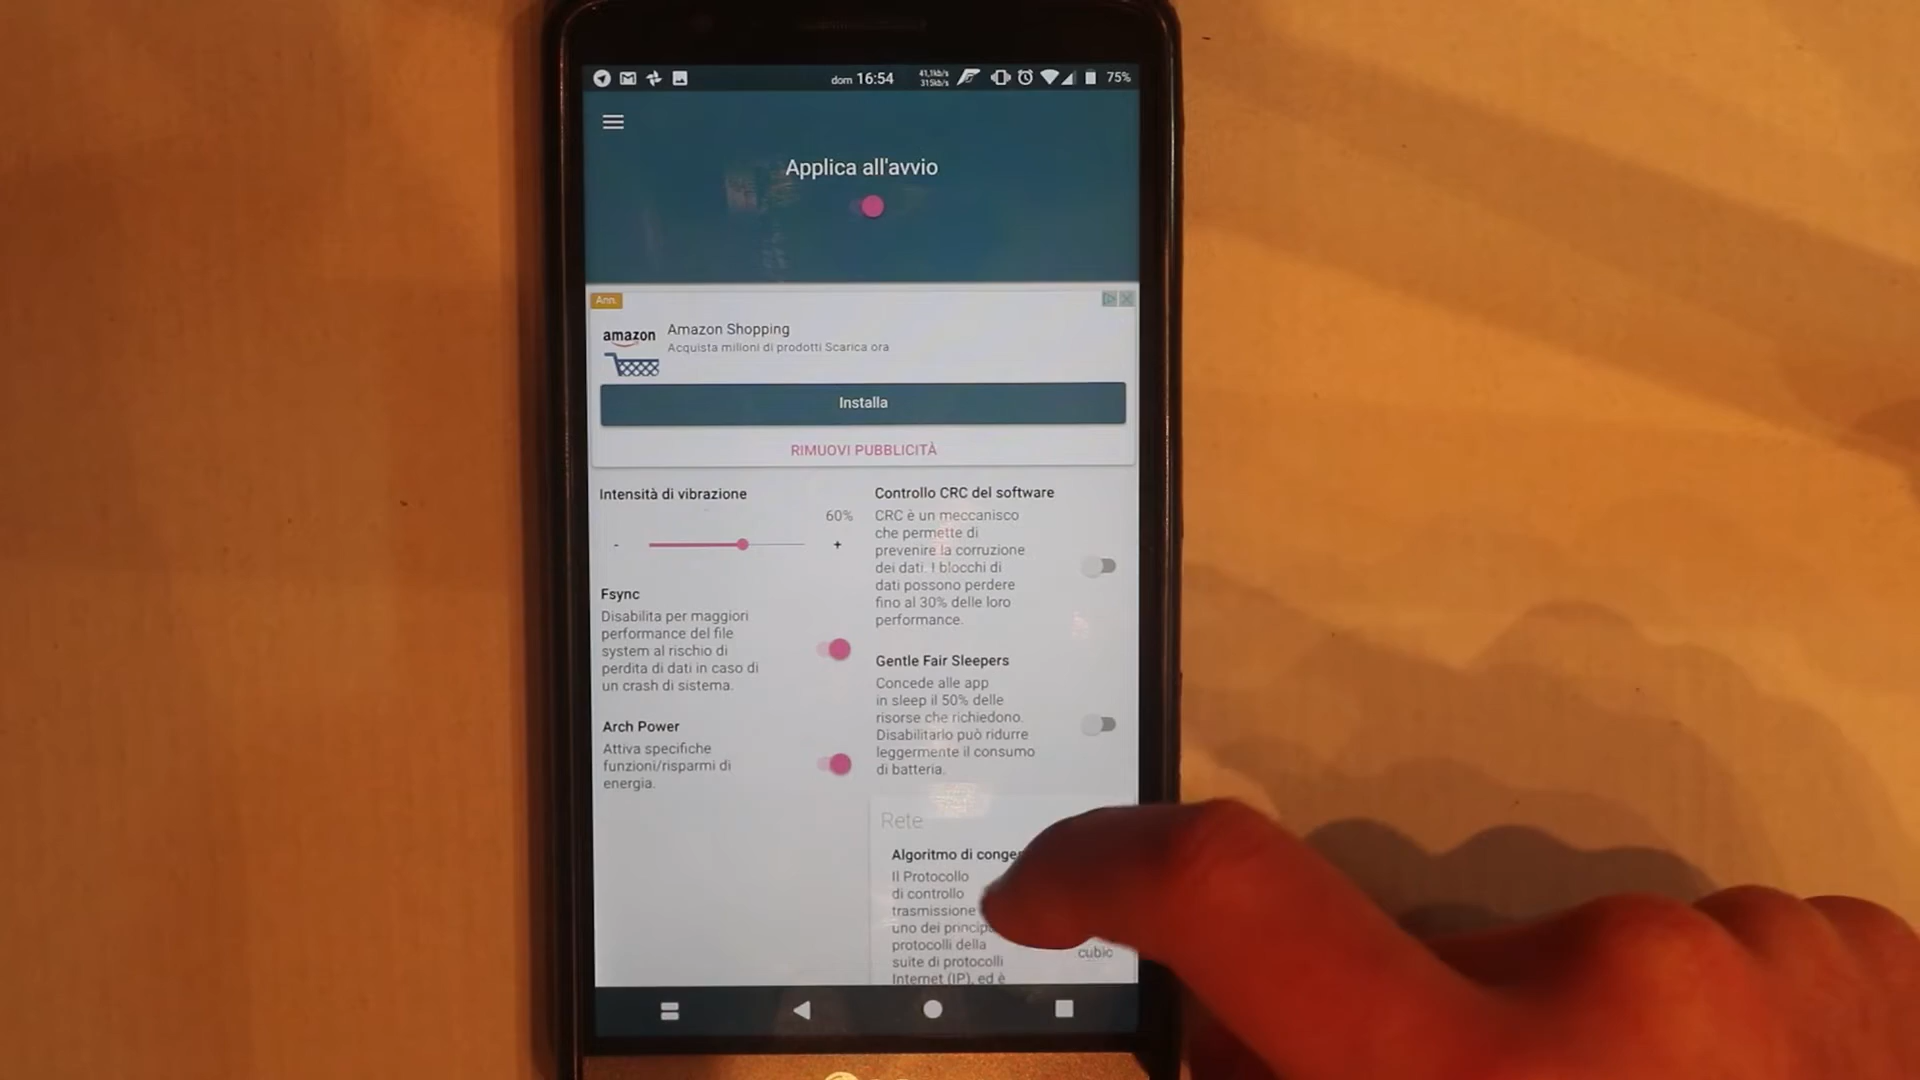 dom 16:54
41,1kb/s
315kb/s
75%
Applica all'avvio
Ann.
amazon
Amazon Shopping
Acquista milioni di prodotti Scarica ora
Installa
RIMUOVI PUBBLICITÀ
Intensità di vibrazione
60%
- +
Fsync
Disabilita per maggiori
performance del file
system al rischio di
perdita di dati in caso di
un crash di sistema.
Arch Power
Attiva specifiche
funzioni/risparmi di
energia.
Controllo CRC del software
CRC è un meccanisco
che permette di
prevenire la corruzione
dei dati. I blocchi di
dati possono perdere
fino al 30% delle loro
performance.
Gentle Fair Sleepers
Concede alle app
in sleep il 50% delle
risorse che richiedono.
Disabilitarlo può ridurre
leggermente il consumo
di batteria.
Rete
Algoritmo di
Il Protocollo
di controllo
trasmissione
uno dei
protocolli della
suite di protocolli
Internet (IP), ed è
cubic